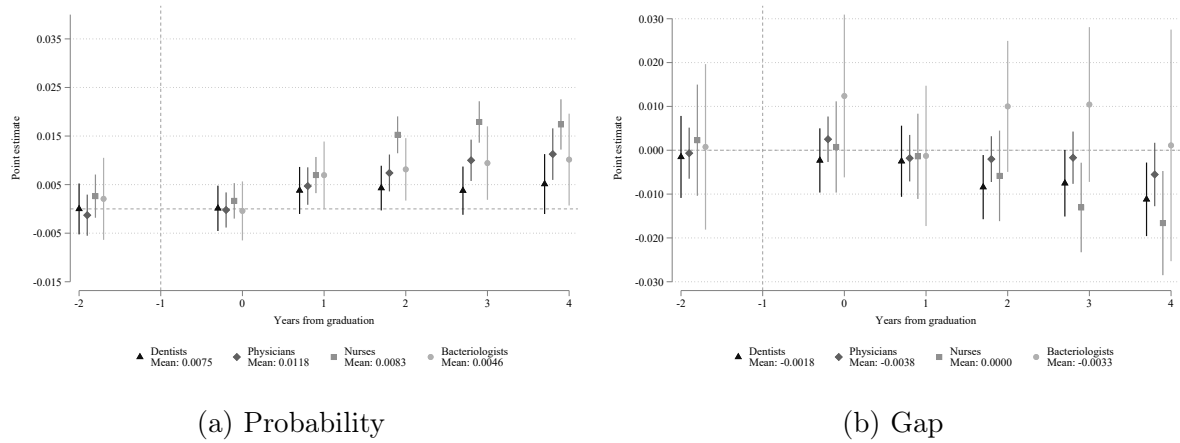 0.035
0.025
0.015
0.005
-0.005
-0.015
Point estimate
-2 -1 0 1 2 3 4
Years from graduation
Dentists Physicians Nurses Bacteriologists
Mean: 0.0075 Mean: 0.0118 Mean: 0.0083 Mean: 0.0046
(a) Probability
0.030
0.020
0.010
0.000
-0.010
-0.020
-0.030
Point estimate
-2 -1 0 1 2 3 4
Years from graduation
Dentists Physicians Nurses Bacteriologists
Mean: -0.0018 Mean: -0.0038 Mean: 0.0000 Mean: -0.0033
(b) Gap